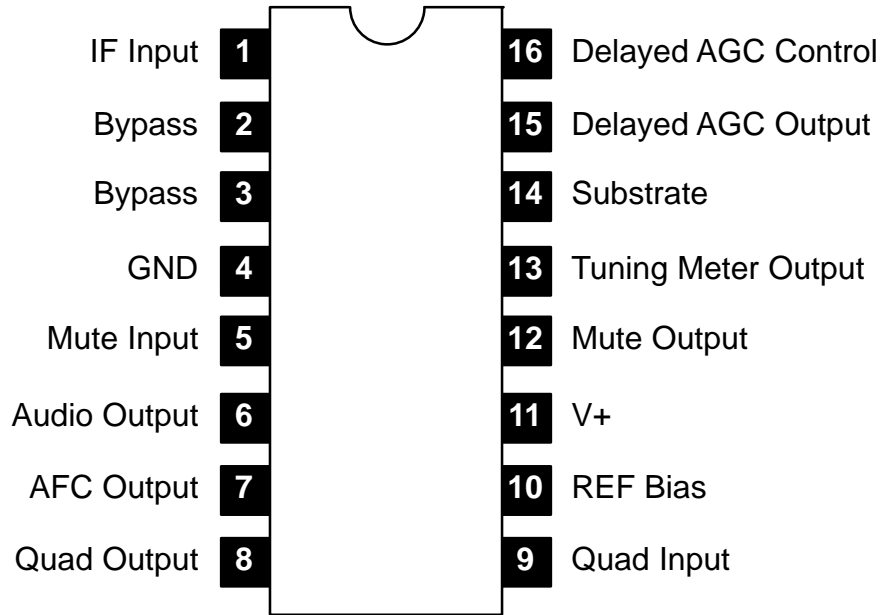 IF Input 1 16 Delayed AGC Control
Bypass 2 15 Delayed AGC Output
Bypass 3 14 Substrate
GND 4 13 Tuning Meter Output
Mute Input 5 12 Mute Output
Audio Output 6 11 V+
AFC Output 7 10 REF Bias
Quad Output 8 9 Quad Input